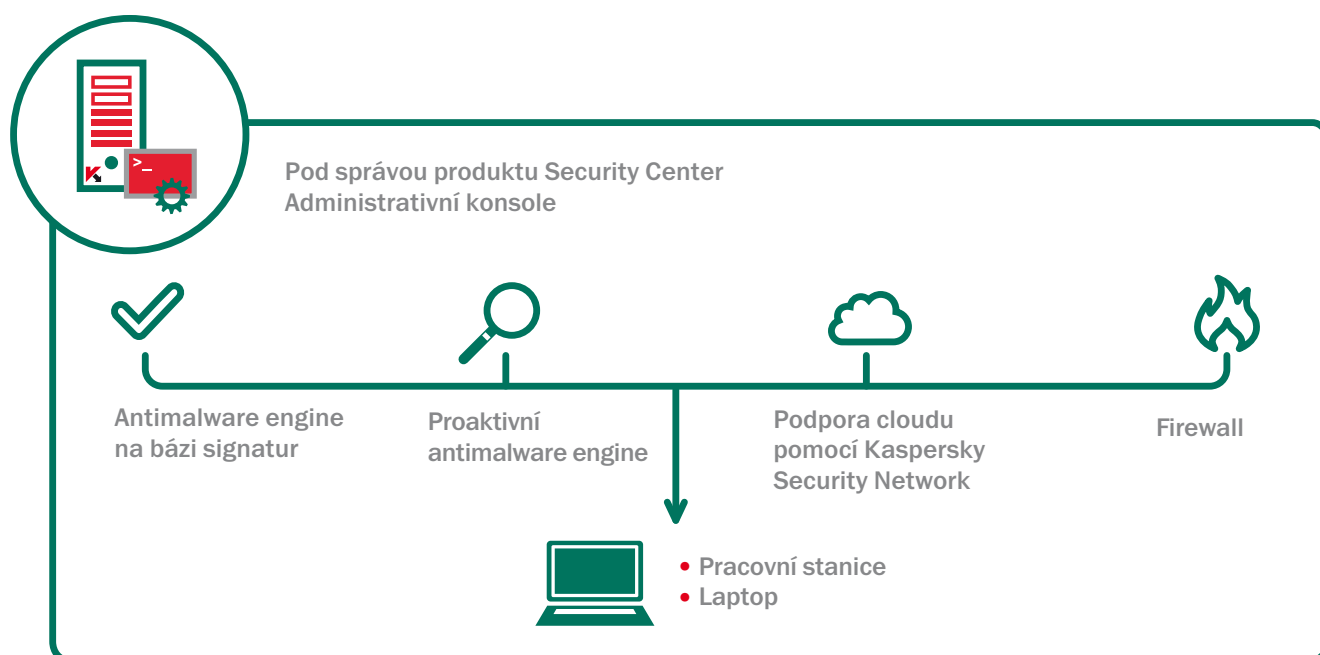 >_
Pod správou produktu Security Center
Administrativní konsole
Antimalware engine
na bázi signatur
Proaktivní
antimalware engine
Podpora cloudu
pomocí Kaspersky
Security Network
Firewall
• Pracovní stanice
• Laptop